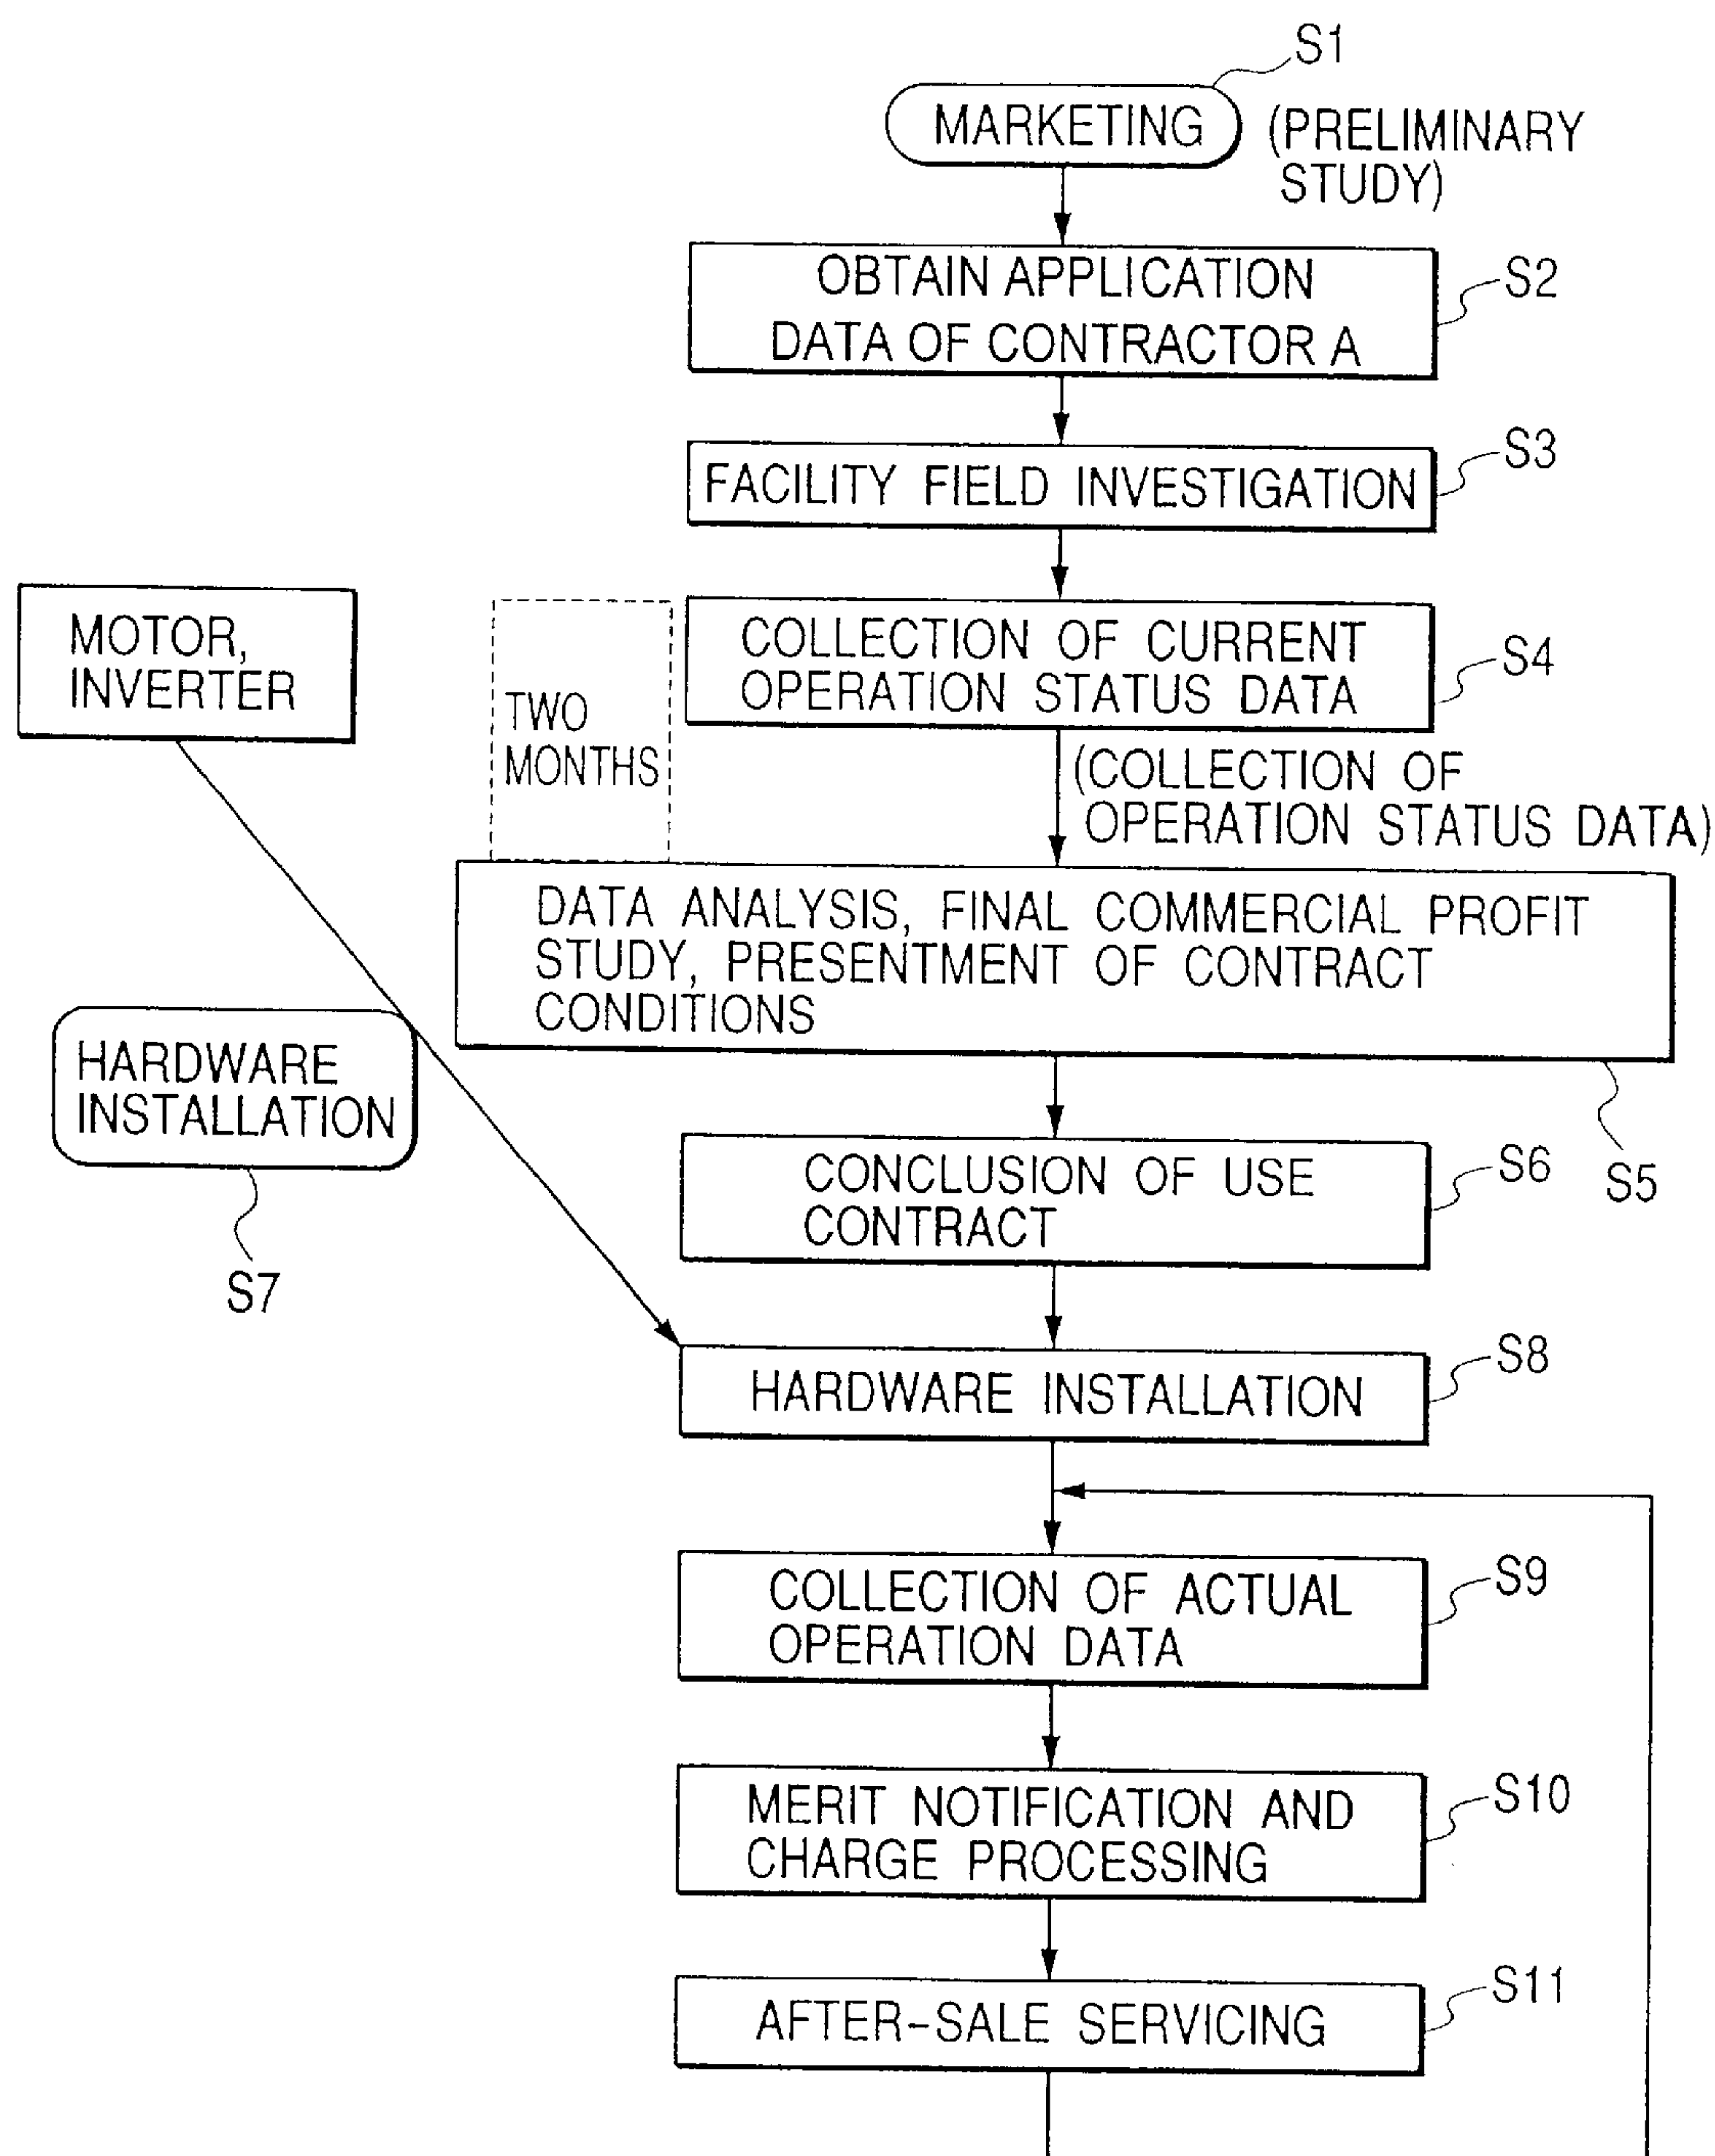 S1
MARKETING
(PRELIMINARY
STUDY)
OBTAIN APPLICATION
DATA OF CONTRACTOR A
S2
FACILITY FIELD INVESTIGATION
S3
MOTOR,
INVERTER
TWO
MONTHS
COLLECTION OF CURRENT
OPERATION STATUS DATA
S4
(COLLECTION OF
OPERATION STATUS DATA)
DATA ANALYSIS, FINAL COMMERCIAL PROFIT
STUDY, PRESENTMENT OF CONTRACT
CONDITIONS
S5
HARDWARE
INSTALLATION
S7
CONCLUSION OF USE
CONTRACT
S6
HARDWARE INSTALLATION
S8
COLLECTION OF ACTUAL
OPERATION DATA
S9
MERIT NOTIFICATION AND
CHARGE PROCESSING
S10
AFTER-SALE SERVICING
S11